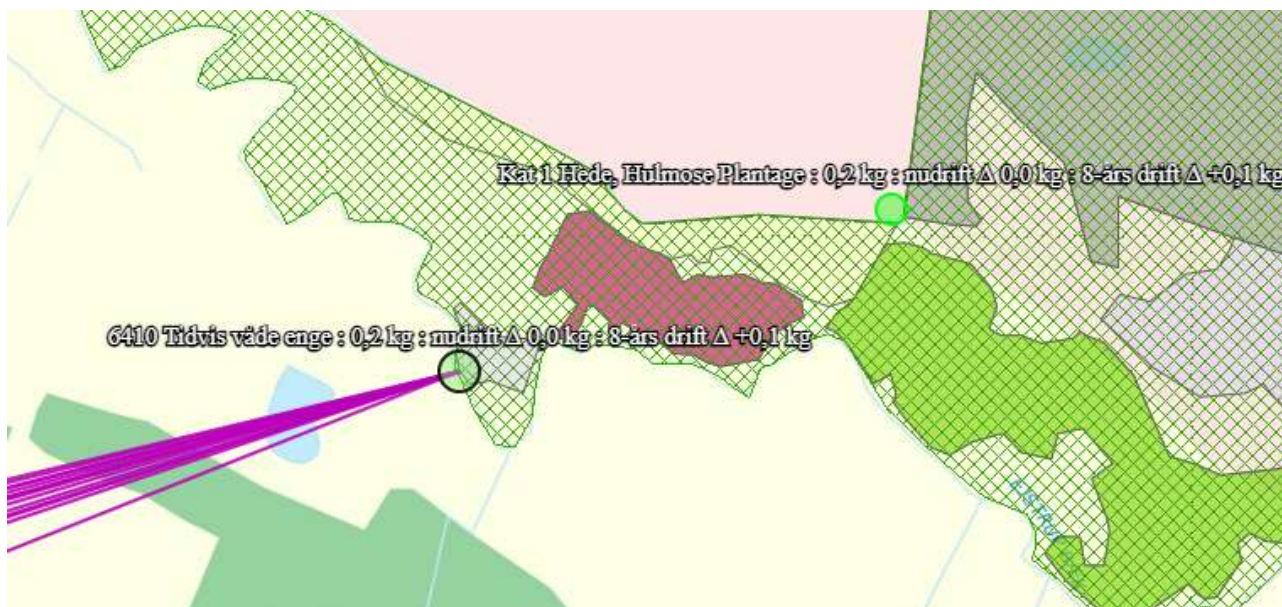 Kat 1 Hede, Hulmose Plantage : 0,2 kg : nudrift Δ 0,0 kg : 8-års drift Δ +0,1 kg
6410 Tidvis våde enge : 0,2 kg : nudrift Δ 0,0 kg : 8-års drift Δ +0,1 kg